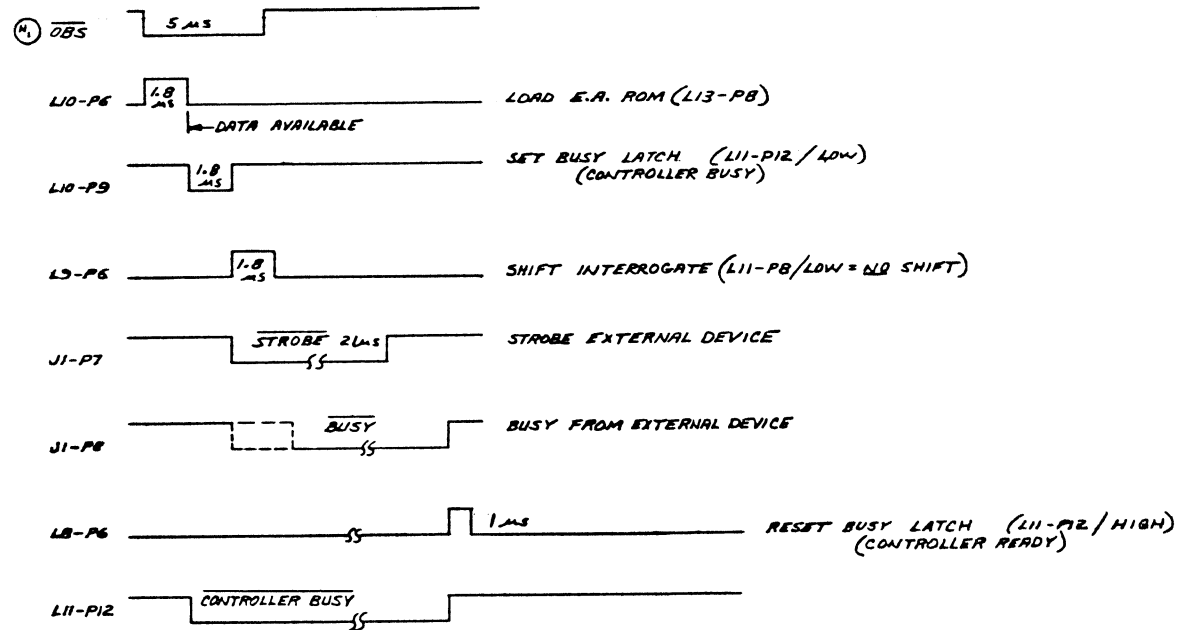 N1 OBS 5 µs
L10-P6 1.8 µs LOAD E.A. ROM (L13-P8)
DATA AVAILABLE
L10-P9 1.8 µs SET BUSY LATCH (L11-P12/LOW)
(CONTROLLER BUSY)
L9-P6 1.8 µs SHIFT INTERROGATE (L11-P8/LOW = NO SHIFT)
J1-P7 STROBE 21µs STROBE EXTERNAL DEVICE
J1-P8 BUSY BUSY FROM EXTERNAL DEVICE
L8-P6 1 µs RESET BUSY LATCH (L11-P12/HIGH)
(CONTROLLER READY)
L11-P12 CONTROLLER BUSY